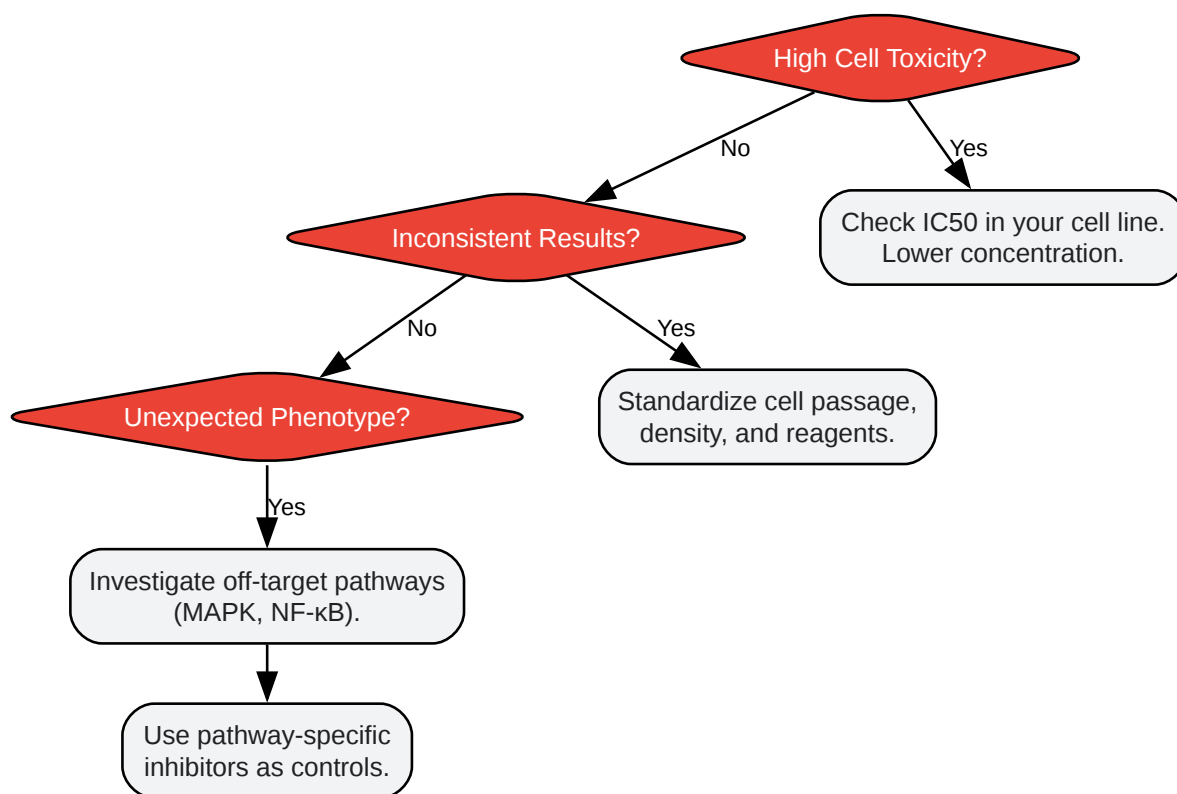 High Cell Toxicity?
No
Yes
Check IC50 in your cell line.
Lower concentration.
Inconsistent Results?
No
Yes
Standardize cell passage,
density, and reagents.
Unexpected Phenotype?
Yes
Investigate off-target pathways
(MAPK, NF-κB).
Use pathway-specific
inhibitors as controls.